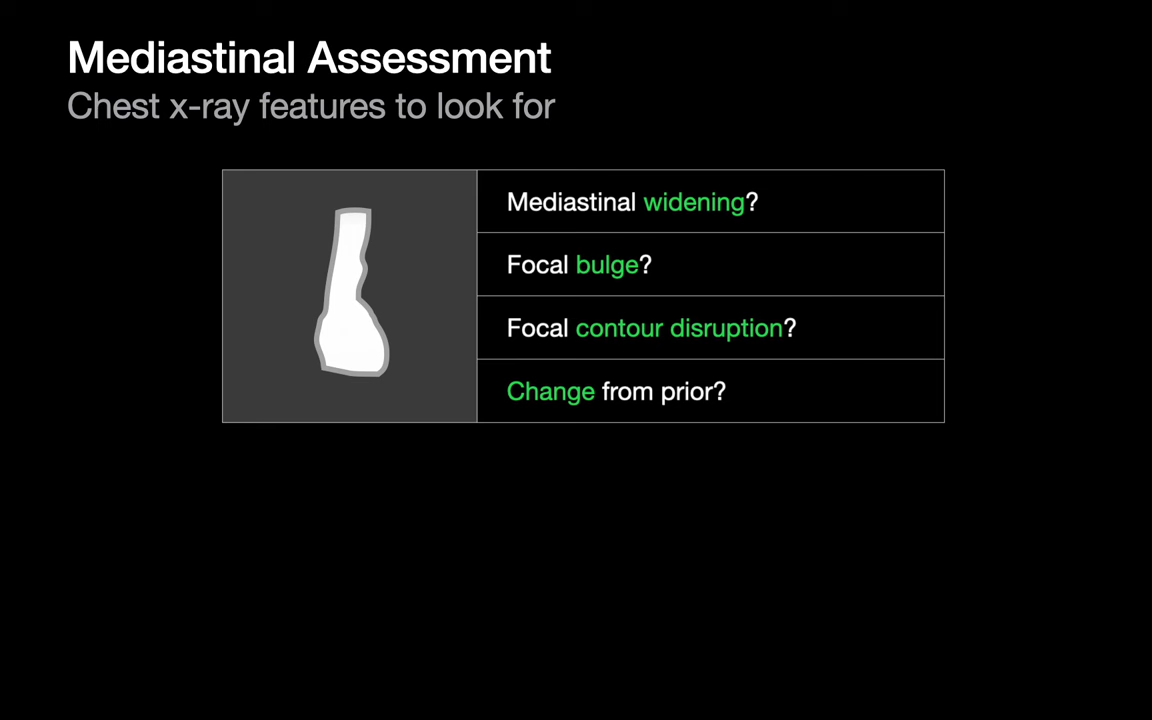 Mediastinal Assessment
Chest x-ray features to look for
Mediastinal widening?
Focal bulge?
Focal contour disruption?
Change from prior?